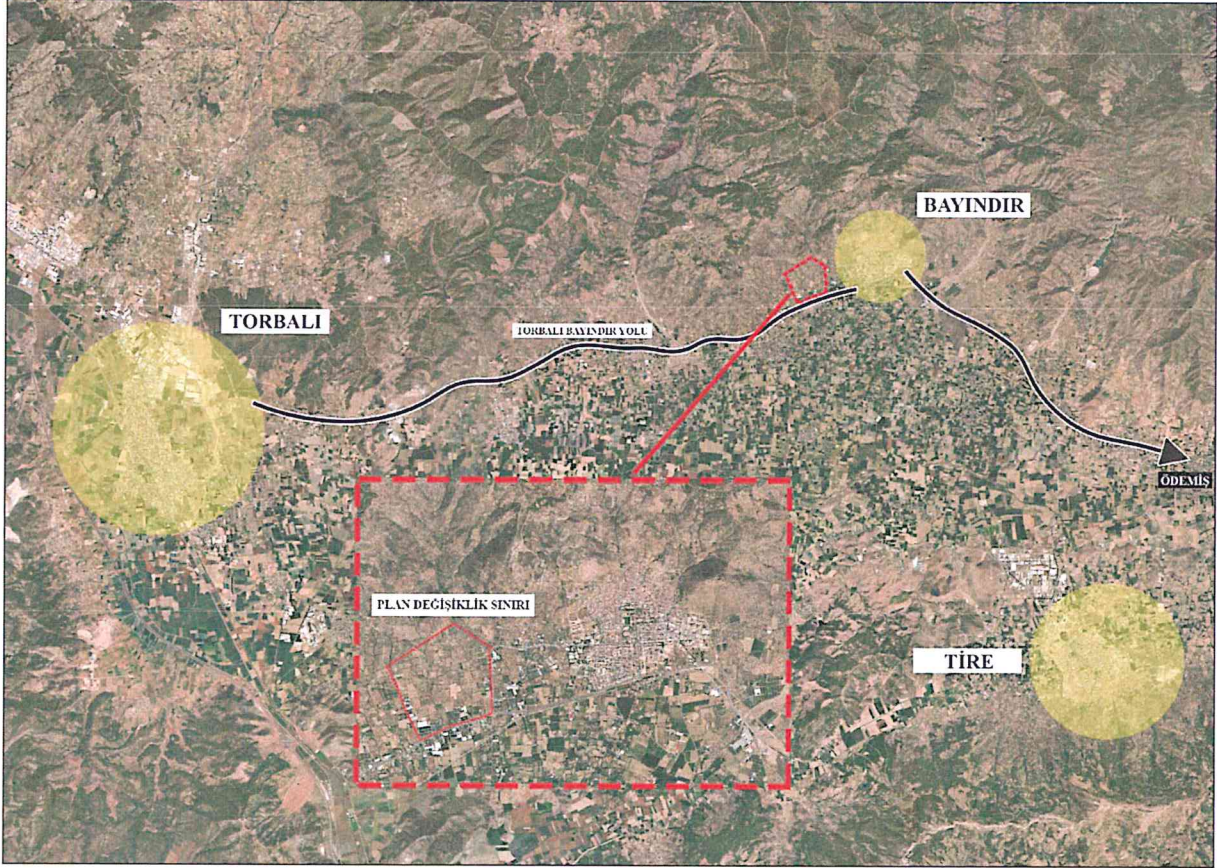 BAYINDIR
TORBALI
TORBALI BAYINDIR YOLU
ÖDEMİŞ
PLAN DEĞİŞİKLİK SINIRI
TİRE